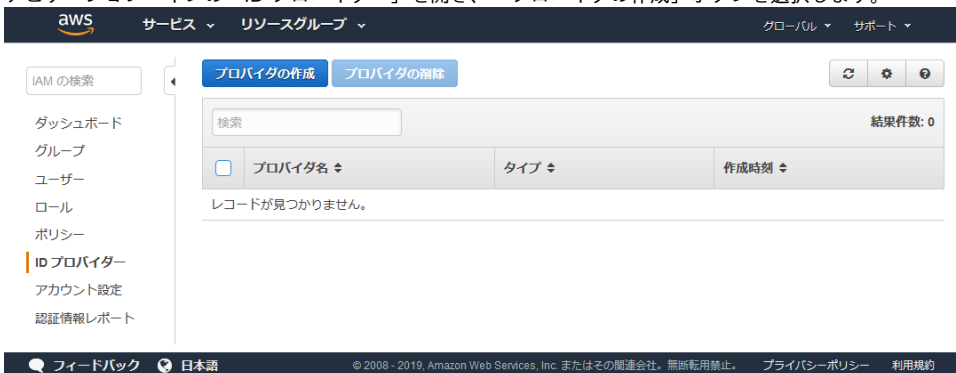 aws サービス リソースグループ グローバル サポート
IAM の検索
プロバイダの作成 プロバイダの削除
検索 結果件数: 0
プロバイダ名 タイプ 作成時刻
レコードが見つかりません。
ダッシュボード
グループ
ユーザー
ロール
ポリシー
ID プロバイダー
アカウント設定
認証情報レポート
フィードバック 日本語 © 2008 - 2019, Amazon Web Services, Inc. またはその関連会社。無断転用禁止。 プライバシーポリシー 利用規約